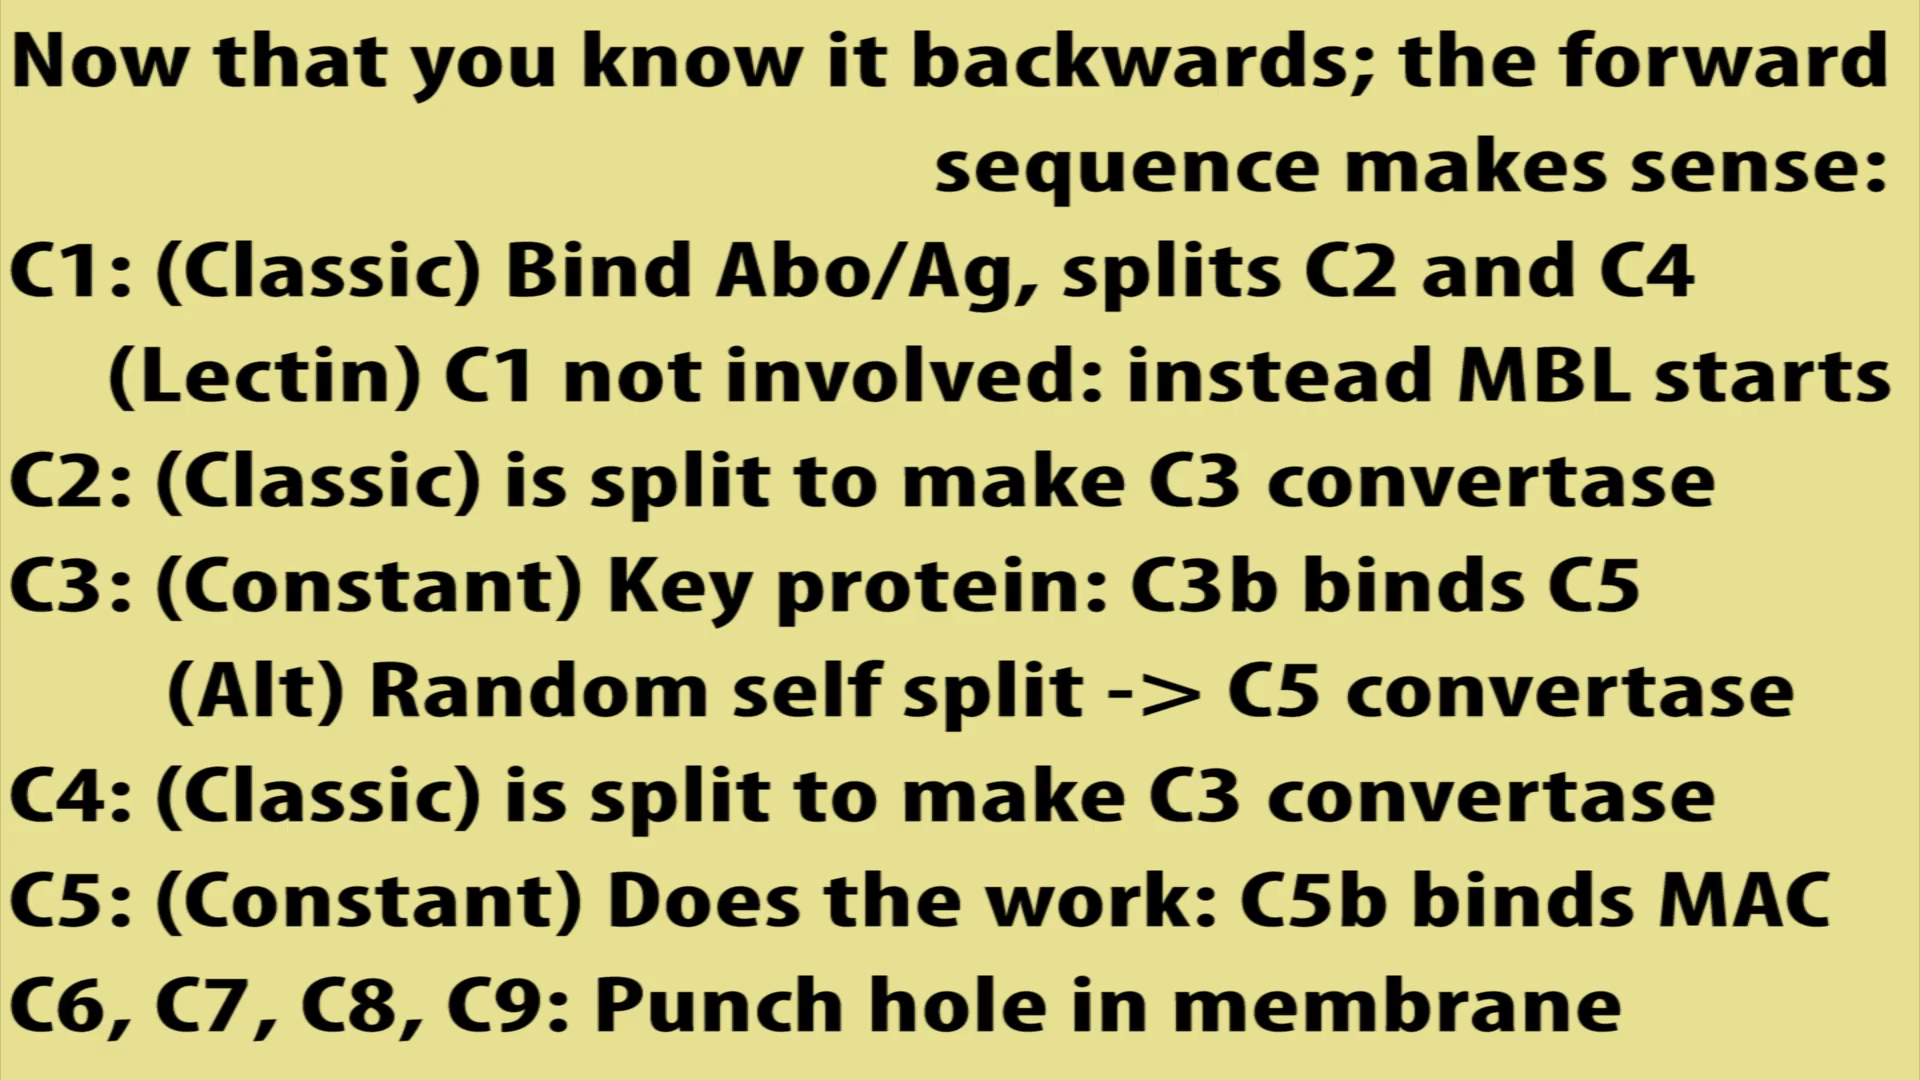 Now that you know it backwards; the forward
sequence makes sense:
C1: (Classic) Bind Abo/Ag, splits C2 and C4
(Lectin) C1 not involved: instead MBL starts
C2: (Classic) is split to make C3 convertase
C3: (Constant) Key protein: C3b binds C5
(Alt) Random self split -> C5 convertase
C4: (Classic) is split to make C3 convertase
C5: (Constant) Does the work: C5b binds MAC
C6, C7, C8, C9: Punch hole in membrane